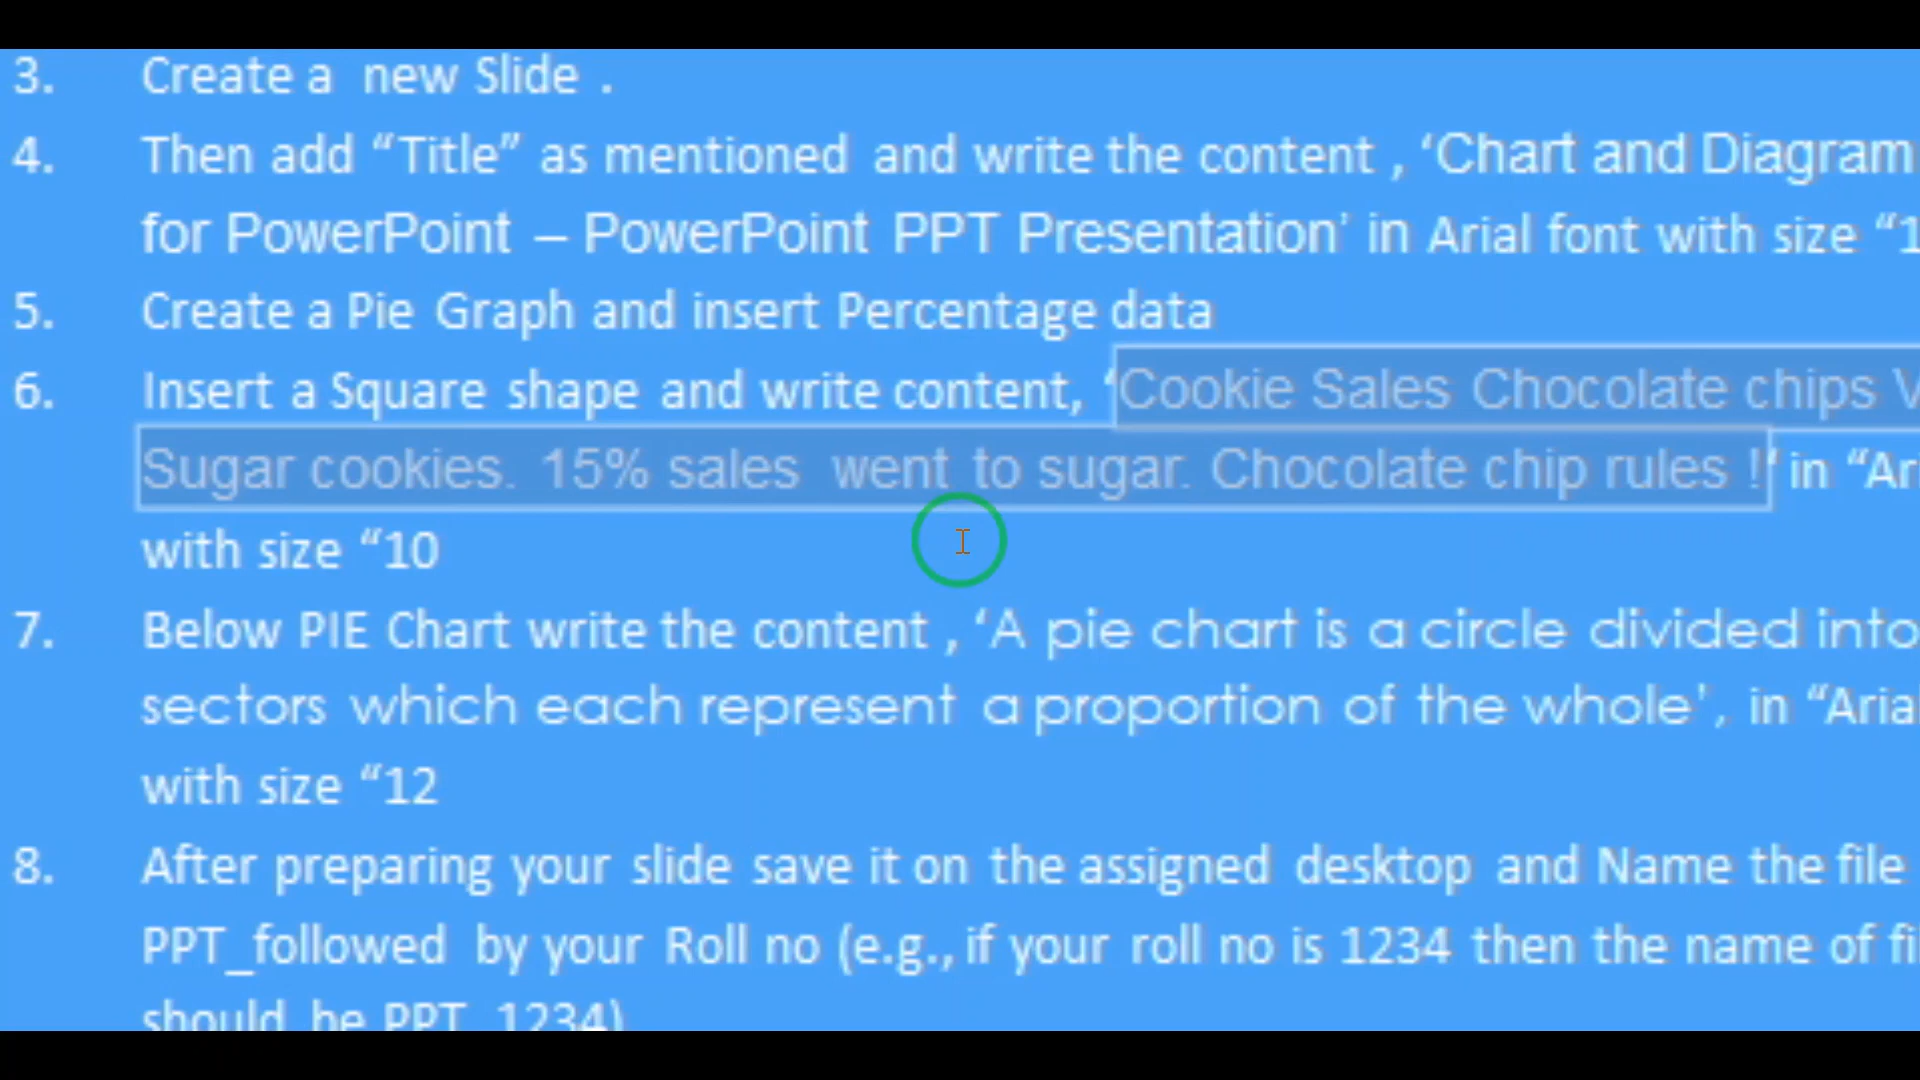 3. Create a new Slide .
4. Then add “Title” as mentioned and write the content , ‘Chart and Diagram
for PowerPoint – PowerPoint PPT Presentation’ in Arial font with size “1
5. Create a Pie Graph and insert Percentage data
6. Insert a Square shape and write content, ‘Cookie Sales Chocolate chips V
Sugar cookies. 15% sales went to sugar. Chocolate chip rules !‘ in “Ari
with size “10
7. Below PIE Chart write the content , ‘A pie chart is a circle divided into
sectors which each represent a proportion of the whole’, in “Aria
with size “12
8. After preparing your slide save it on the assigned desktop and Name the file
PPT_followed by your Roll no (e.g., if your roll no is 1234 then the name of fi
should be PPT_1234)